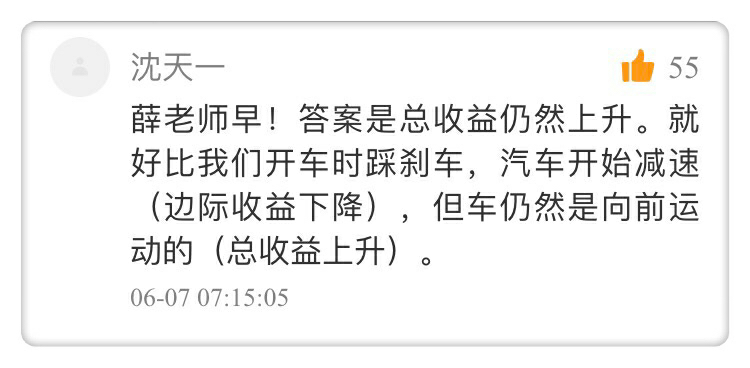 沈天一
55
薛老师早！答案是总收益仍然上升。就
好比我们开车时踩刹车，汽车开始减速
（边际收益下降），但车仍然是向前运
动的（总收益上升）。
06-07 07:15:05